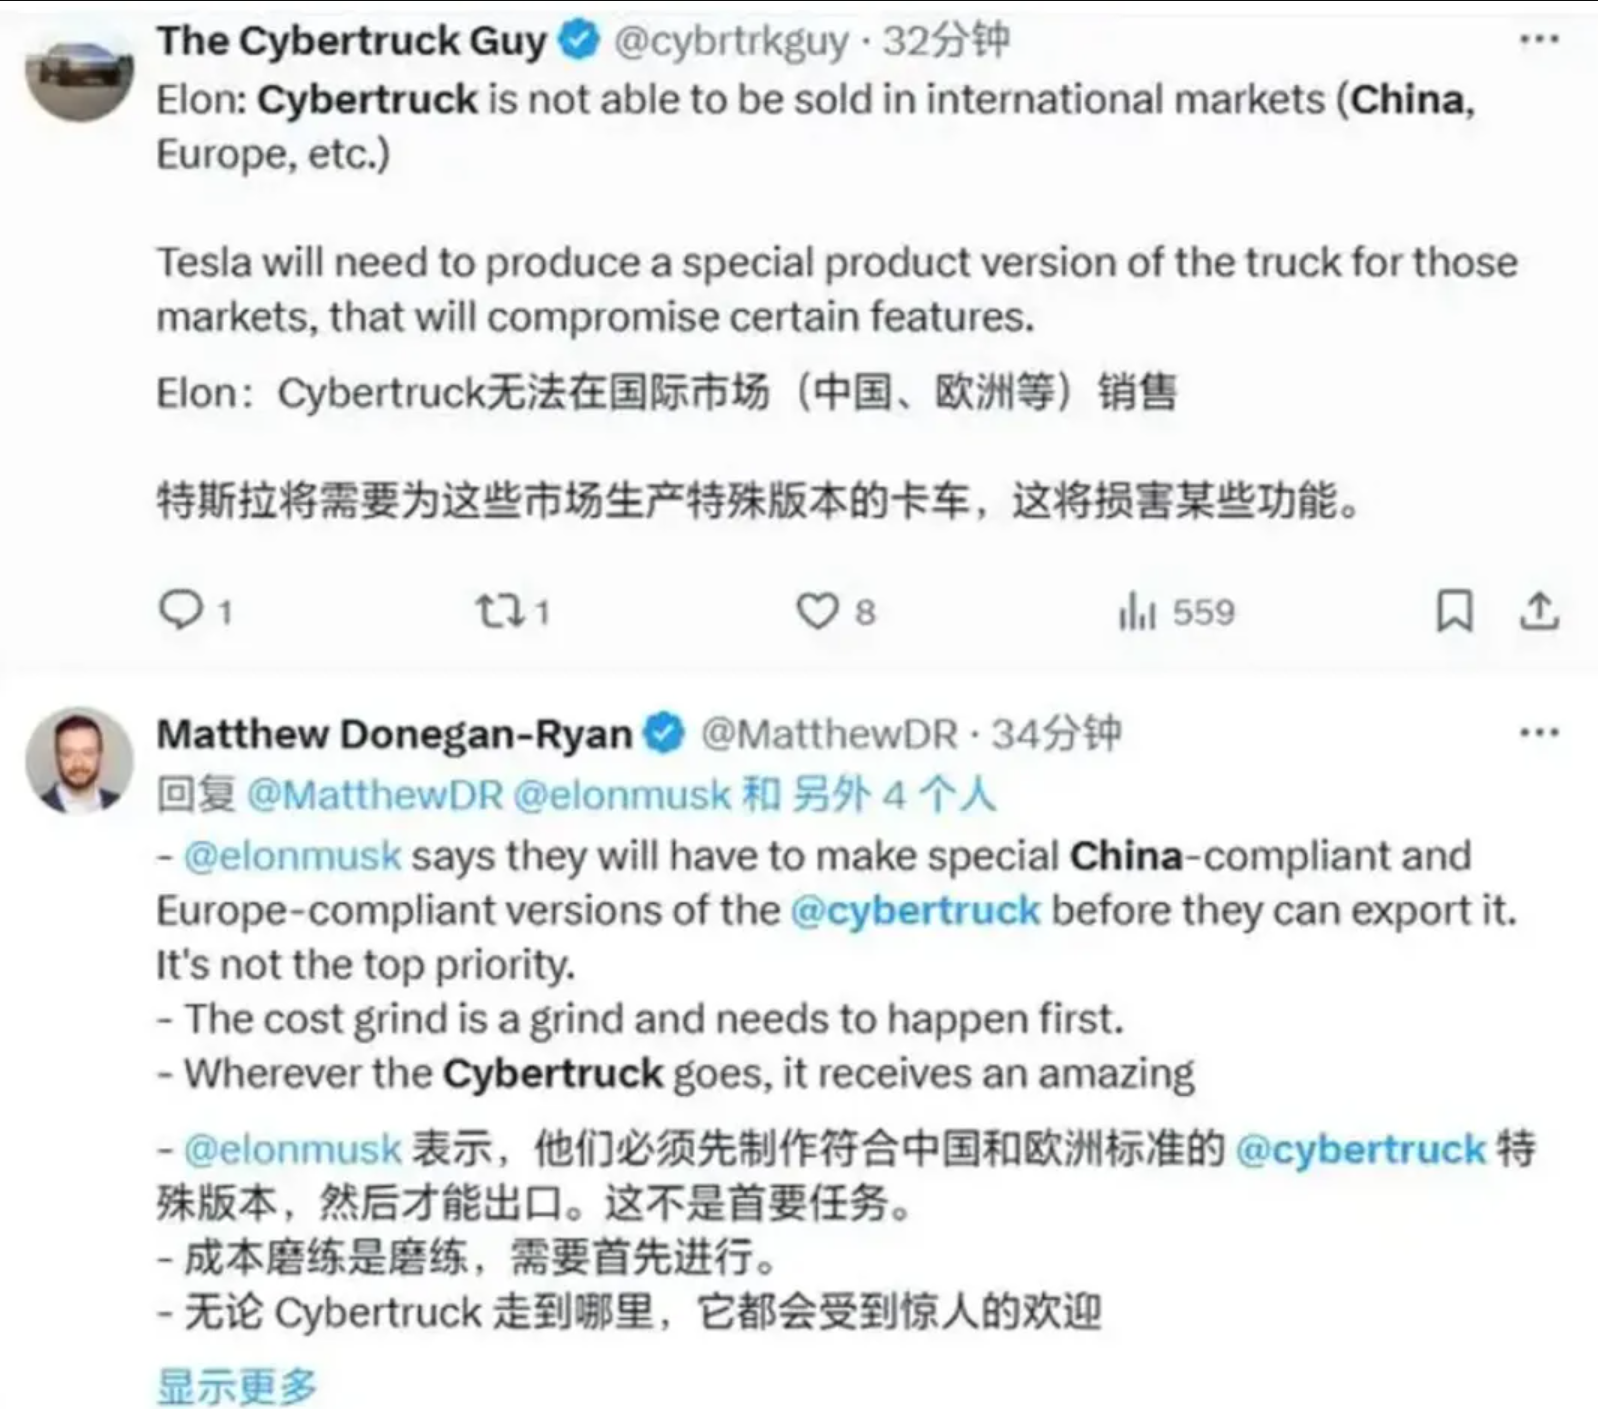 The Cybertruck Guy @cybrtrkguy · 32分钟
Elon: Cybertruck is not able to be sold in international markets (China,
Europe, etc.)
Tesla will need to produce a special product version of the truck for those
markets, that will compromise certain features.
Elon：Cybertruck无法在国际市场（中国、欧洲等）销售
特斯拉将需要为这些市场生产特殊版本的卡车，这将损害某些功能。
1 1 8 559
Matthew Donegan-Ryan @MatthewDR · 34分钟
回复 @MatthewDR @elonmusk 和 另外 4 个人
- @elonmusk says they will have to make special China-compliant and
Europe-compliant versions of the @cybertruck before they can export it.
It's not the top priority.
- The cost grind is a grind and needs to happen first.
- Wherever the Cybertruck goes, it receives an amazing
- @elonmusk 表示，他们必须先制作符合中国和欧洲标准的 @cybertruck 特
殊版本，然后才能出口。这不是首要任务。
- 成本磨练是磨练，需要首先进行。
- 无论 Cybertruck 走到哪里，它都会受到惊人的欢迎
显示更多